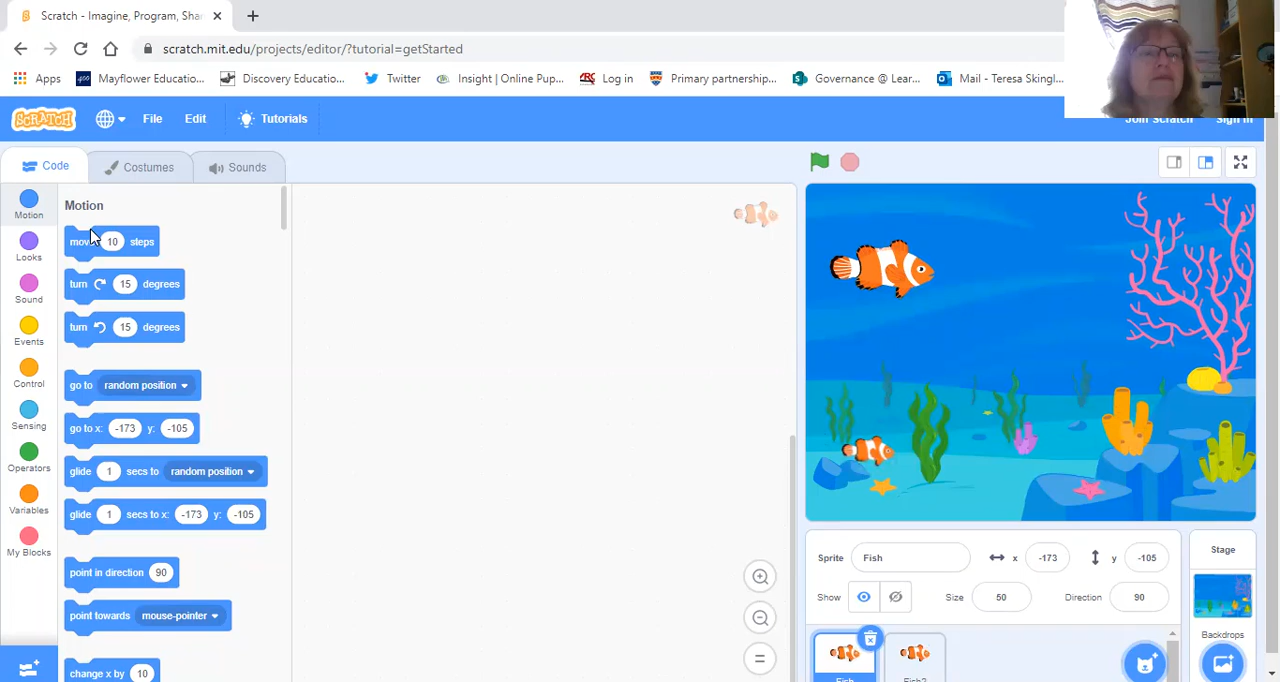 Scratch - Imagine, Program, Sha
scratch.mit.edu/projects/editor/?tutorial=getStarted
Apps
Mayflower Educatio...
Discovery Educatio...
Twitter
Insight | Online Pup...
Log in
Primary partnership...
Governance @ Lear...
Mail - Teresa Skingl...
SCRATCH
File
Edit
Tutorials
Join Scratch
Sign in
Code
Costumes
Sounds
Motion
Looks
Sound
Events
Control
Sensing
Operators
Variables
My Blocks
Motion
move 10 steps
turn 15 degrees
turn 15 degrees
go to random position
go to x: -173 y: -105
glide 1 secs to random position
glide 1 secs to x: -173 y: -105
point in direction 90
point towards mouse-pointer
change x by 10
Sprite Fish
x -173
y -105
Show
Size 50
Direction 90
Fish
Fish2
Stage
Backdrops